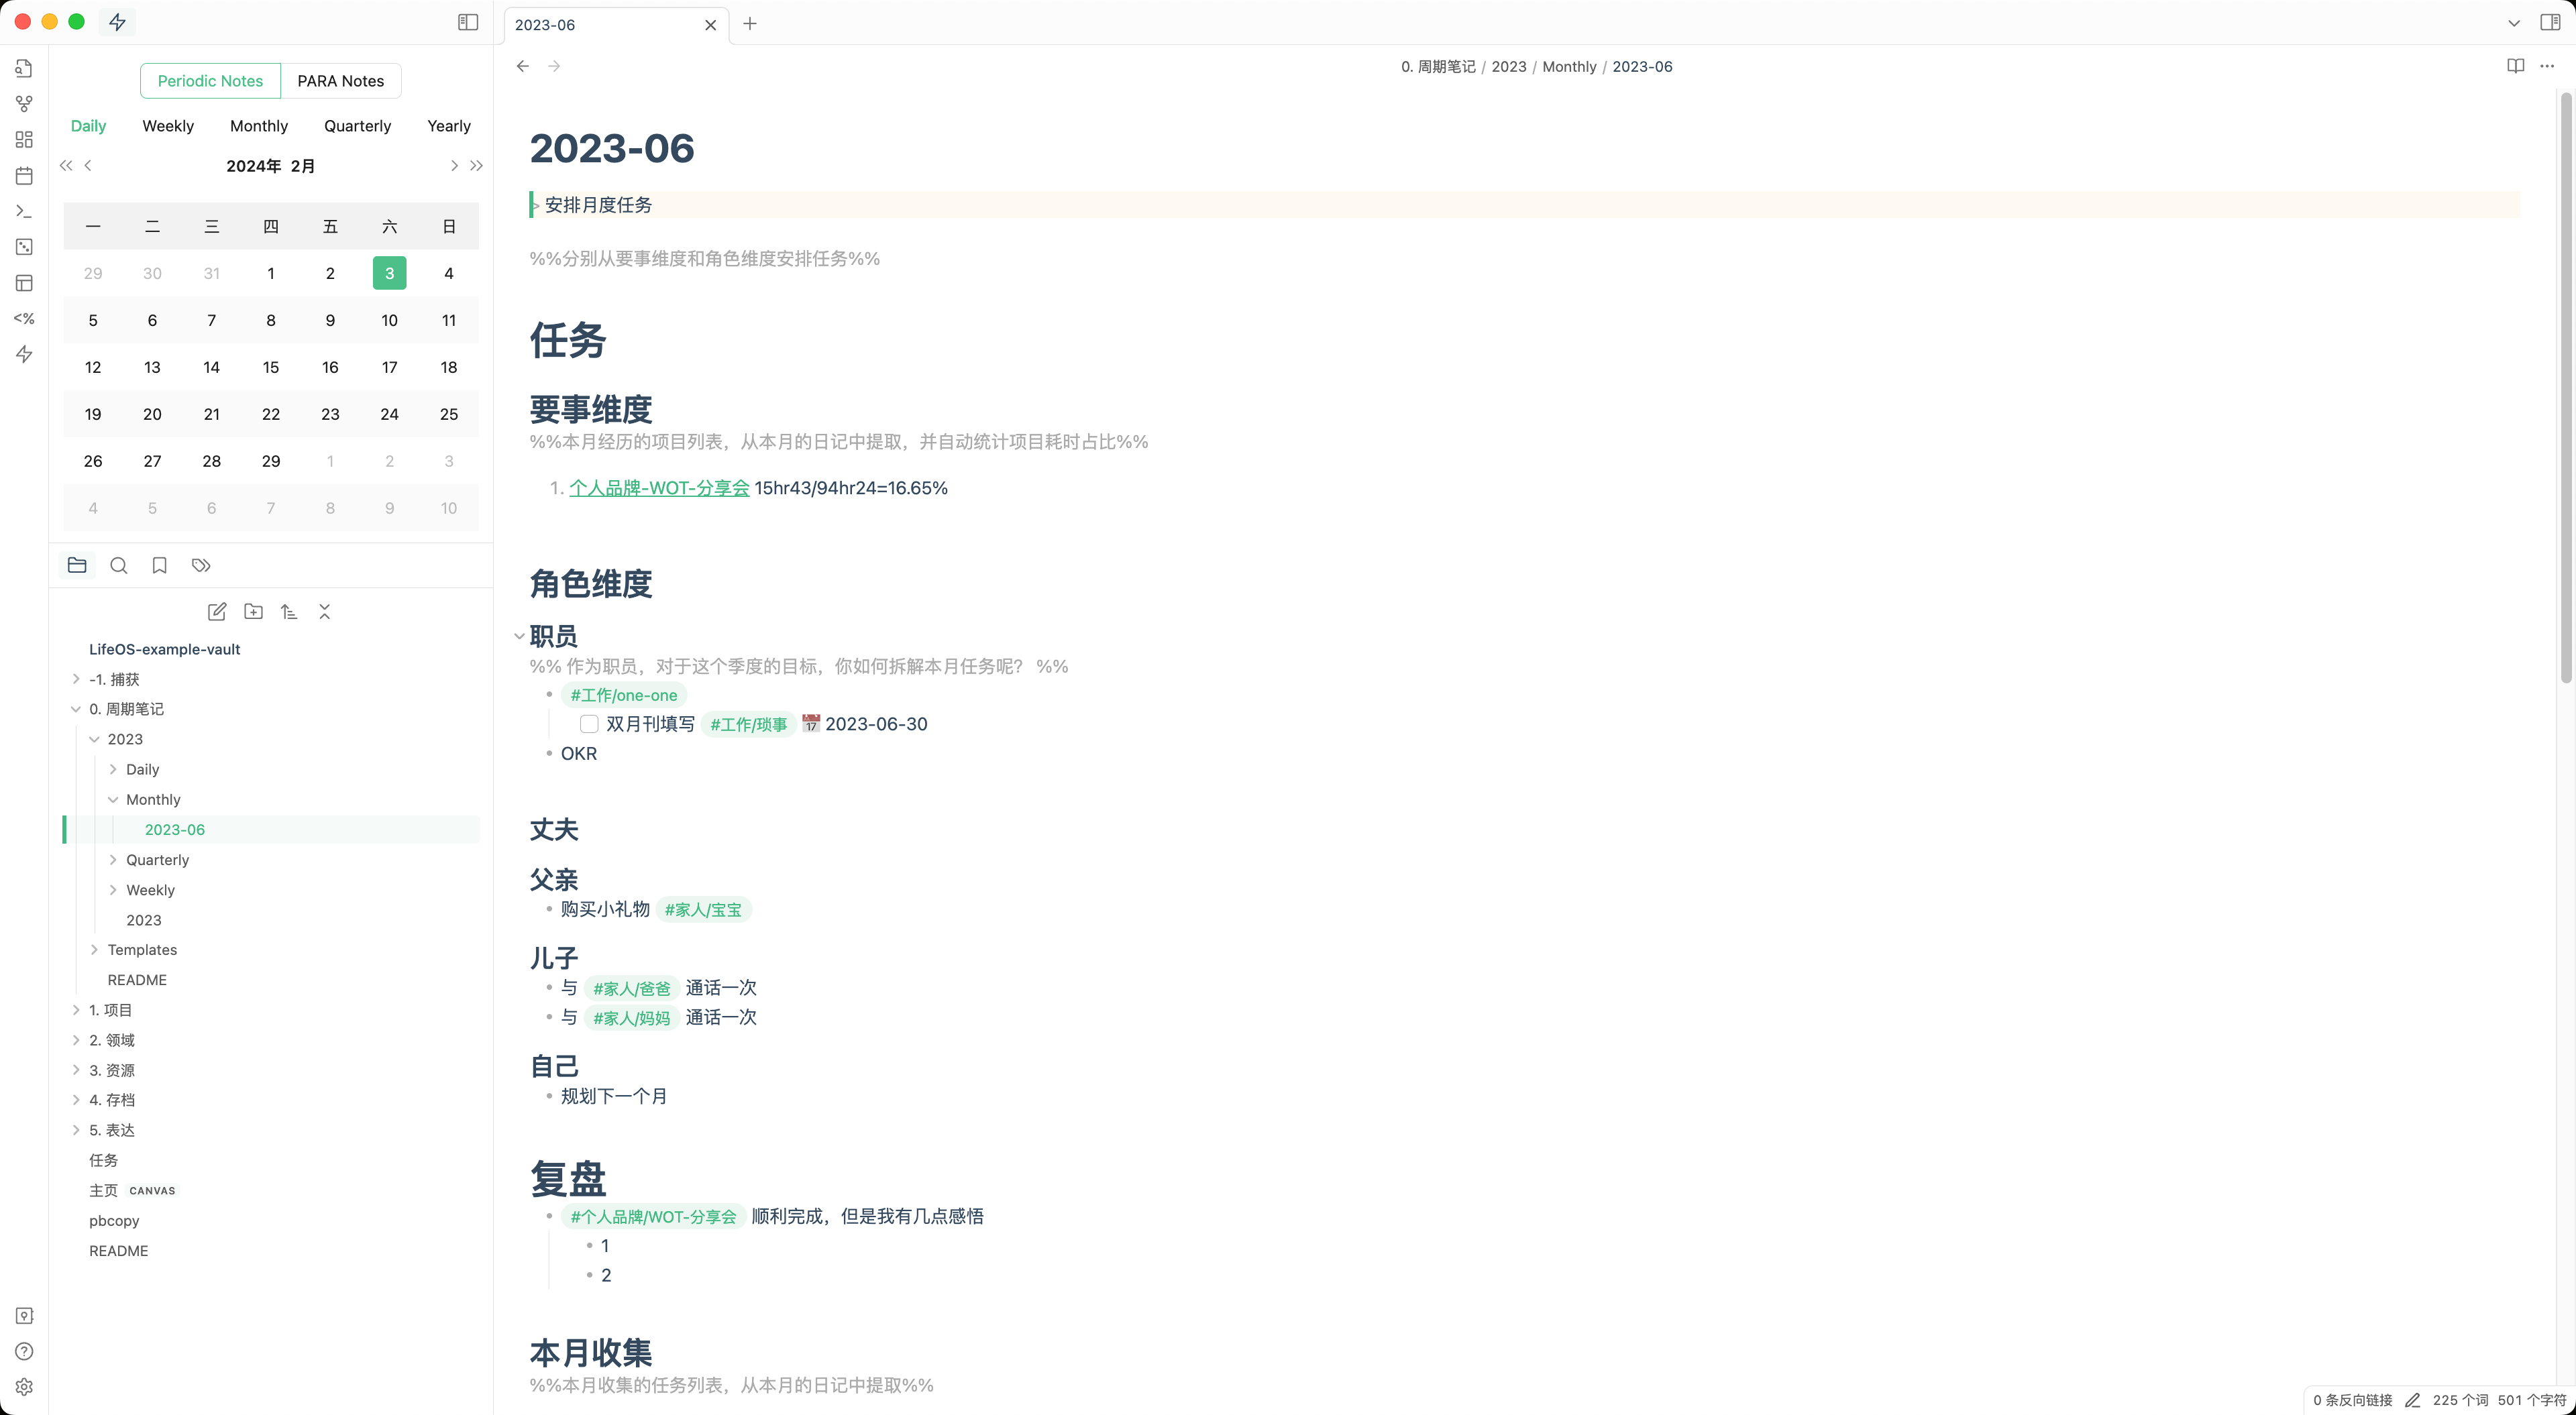 2023-06
Periodic Notes PARA Notes
Daily Weekly Monthly Quarterly Yearly
2024年 2月
一 二 三 四 五 六 日
29 30 31 1 2 3 4
5 6 7 8 9 10 11
12 13 14 15 16 17 18
19 20 21 22 23 24 25
26 27 28 29 1 2 3
4 5 6 7 8 9 10
<%
LifeOS-example-vault
-1. 捕获
0. 周期笔记
2023
Daily
Monthly
2023-06
Quarterly
Weekly
2023
Templates
README
1. 项目
2. 领域
3. 资源
4. 存档
5. 表达
任务
主页 CANVAS
pbcopy
README
0. 周期笔记 / 2023 / Monthly / 2023-06
2023-06
> 安排月度任务
%%分别从要事维度和角色维度安排任务%%
任务
要事维度
%%本月经历的项目列表，从本月的日记中提取，并自动统计项目耗时占比%%
1. 个人品牌-WOT-分享会 15hr43/94hr24=16.65%
角色维度
职员
%% 作为职员，对于这个季度的目标，你如何拆解本月任务呢？ %%
#工作/one-one
双月刊填写 #工作/琐事 📅 2023-06-30
OKR
丈夫
父亲
购买小礼物 #家人/宝宝
儿子
与 #家人/爸爸 通话一次
与 #家人/妈妈 通话一次
自己
规划下一个月
复盘
#个人品牌/WOT-分享会 顺利完成，但是我有几点感悟
1
2
本月收集
%%本月收集的任务列表，从本月的日记中提取%%
0 条反向链接 225 个词 501 个字符